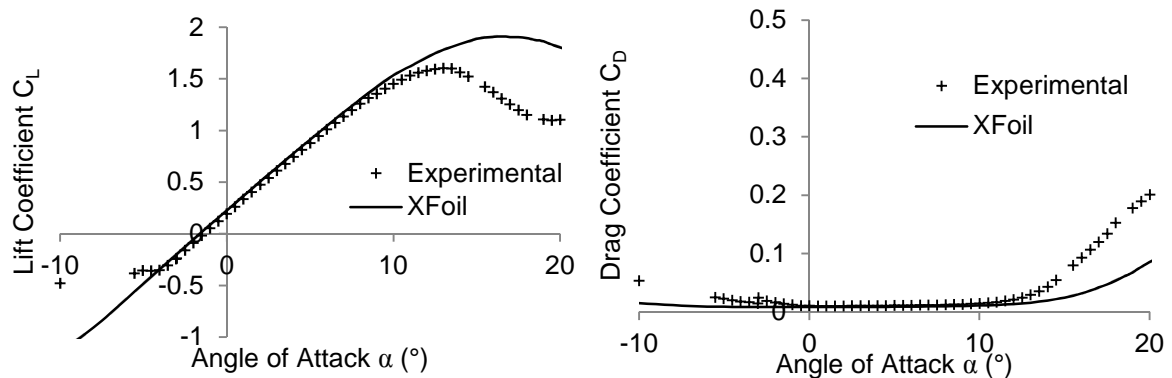 Lift Coefficient CL
2
1.5
1
0.5
0
-0.5
-1
-10
0
10
20
Experimental
XFoil
Angle of Attack α (°)
Drag Coefficient CD
0.5
0.4
0.3
0.2
0.1
0
-10
0
10
20
Experimental
XFoil
Angle of Attack α (°)